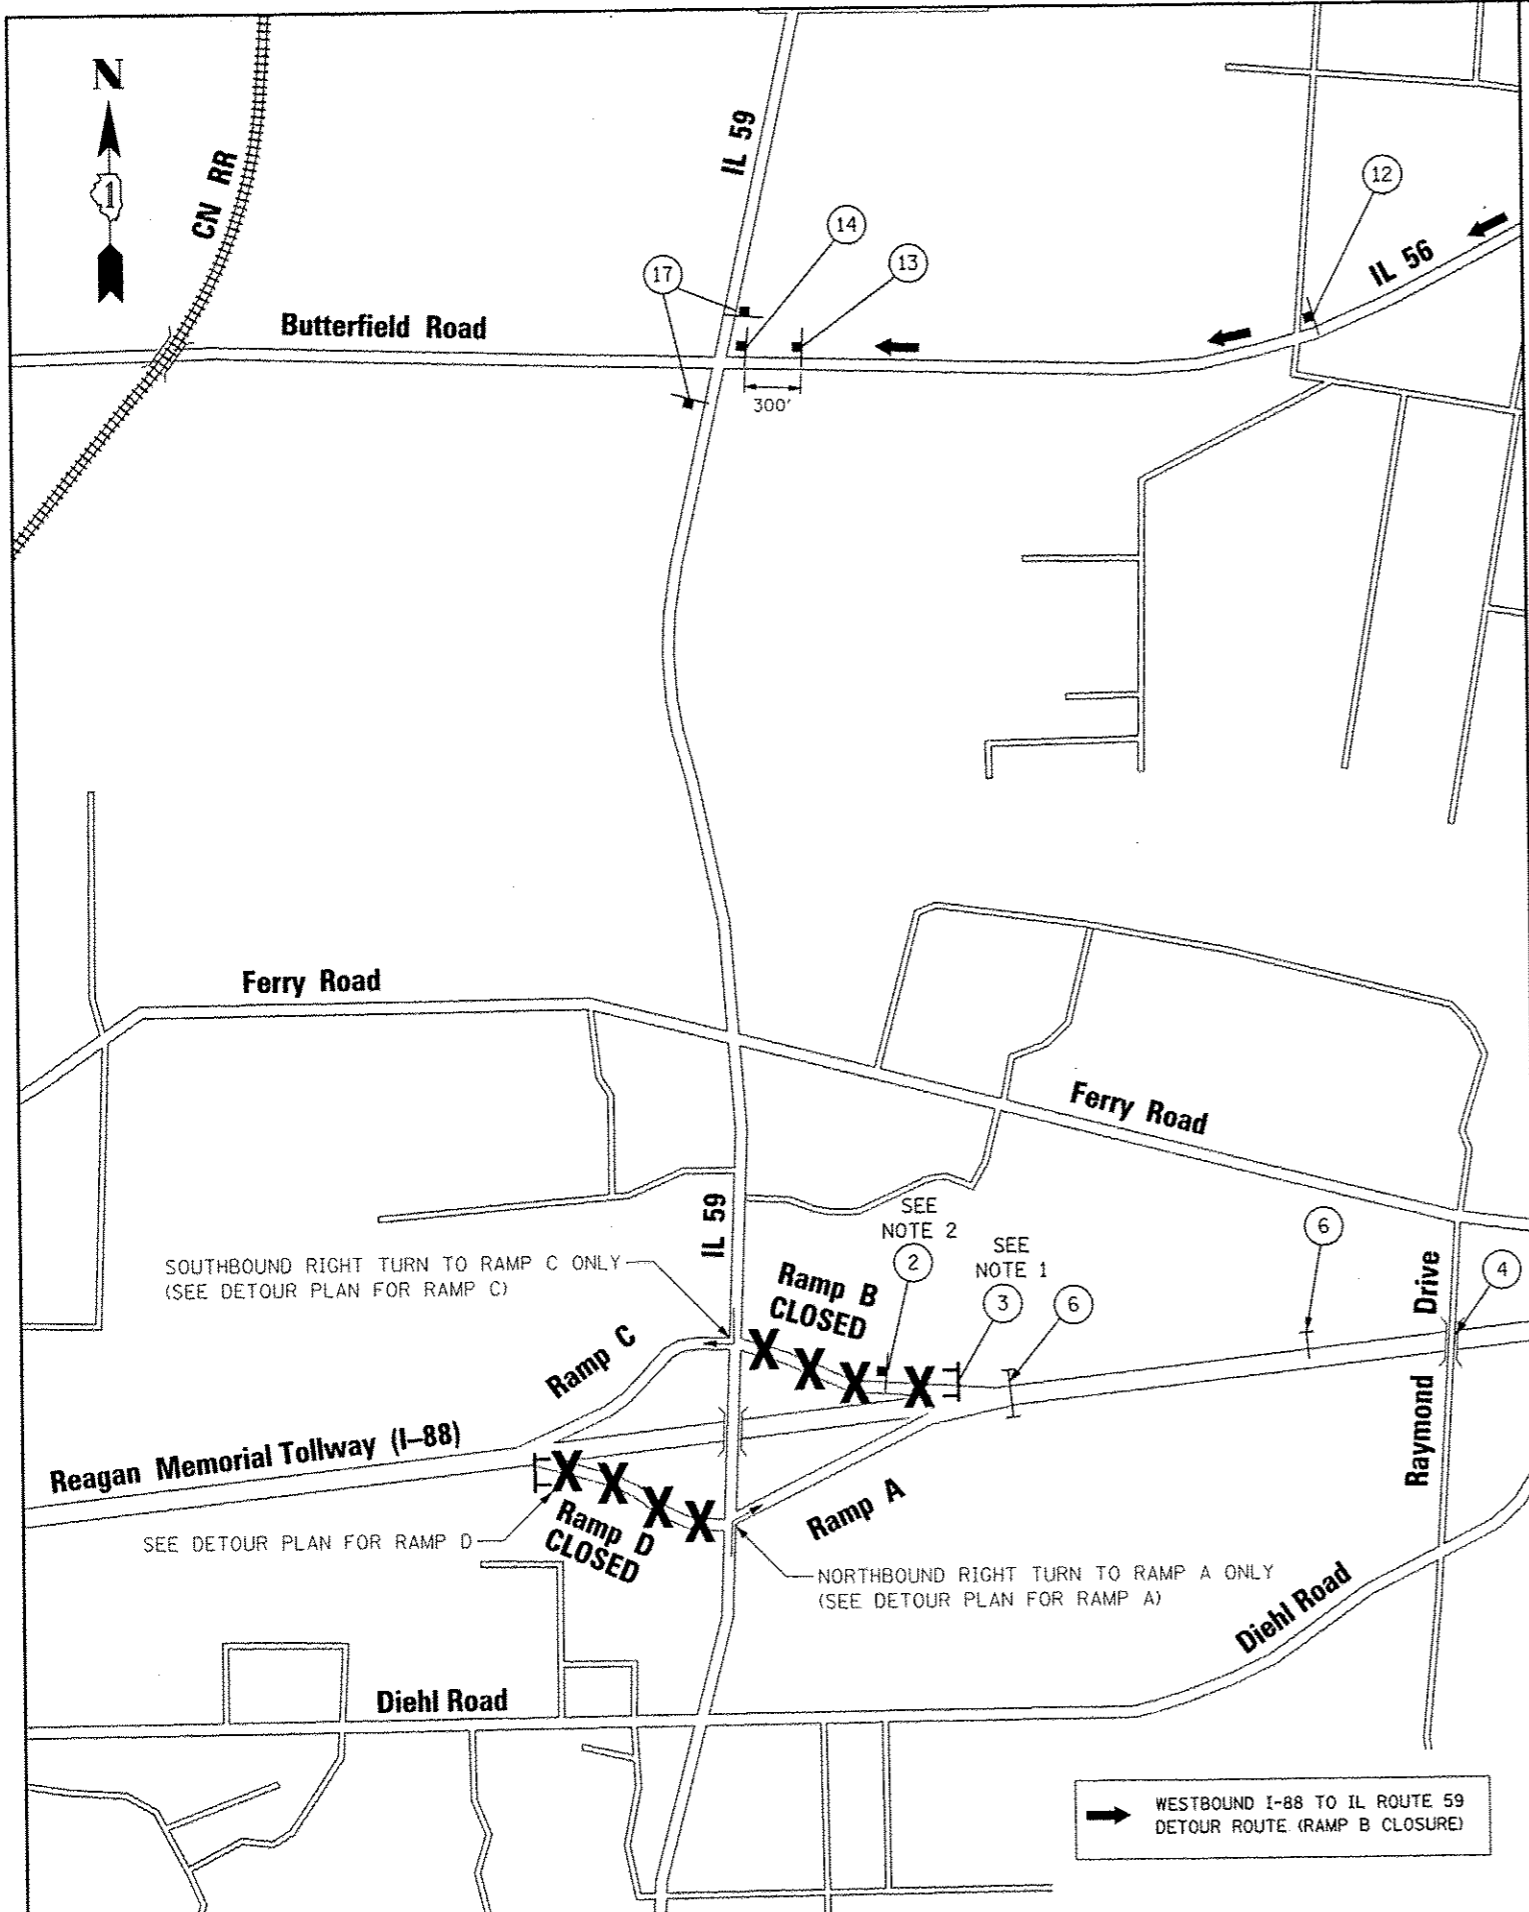 N
1
CN RR
IL 59
12
14
13
17
IL 56
Butterfield Road
300'
Ferry Road
Ferry Road
IL 59
SEE
NOTE 2
2
SEE
NOTE 1
3
6
6
4
SOUTHBOUND RIGHT TURN TO RAMP C ONLY
(SEE DETOUR PLAN FOR RAMP C)
Ramp B
CLOSED
X X X X
Raymond Drive
Ramp C
Reagan Memorial Tollway (I-88)
X X X X
Ramp D
CLOSED
Ramp A
SEE DETOUR PLAN FOR RAMP D
NORTHBOUND RIGHT TURN TO RAMP A ONLY
(SEE DETOUR PLAN FOR RAMP A)
Diehl Road
Diehl Road
WESTBOUND I-88 TO IL ROUTE 59
DETOUR ROUTE (RAMP B CLOSURE)